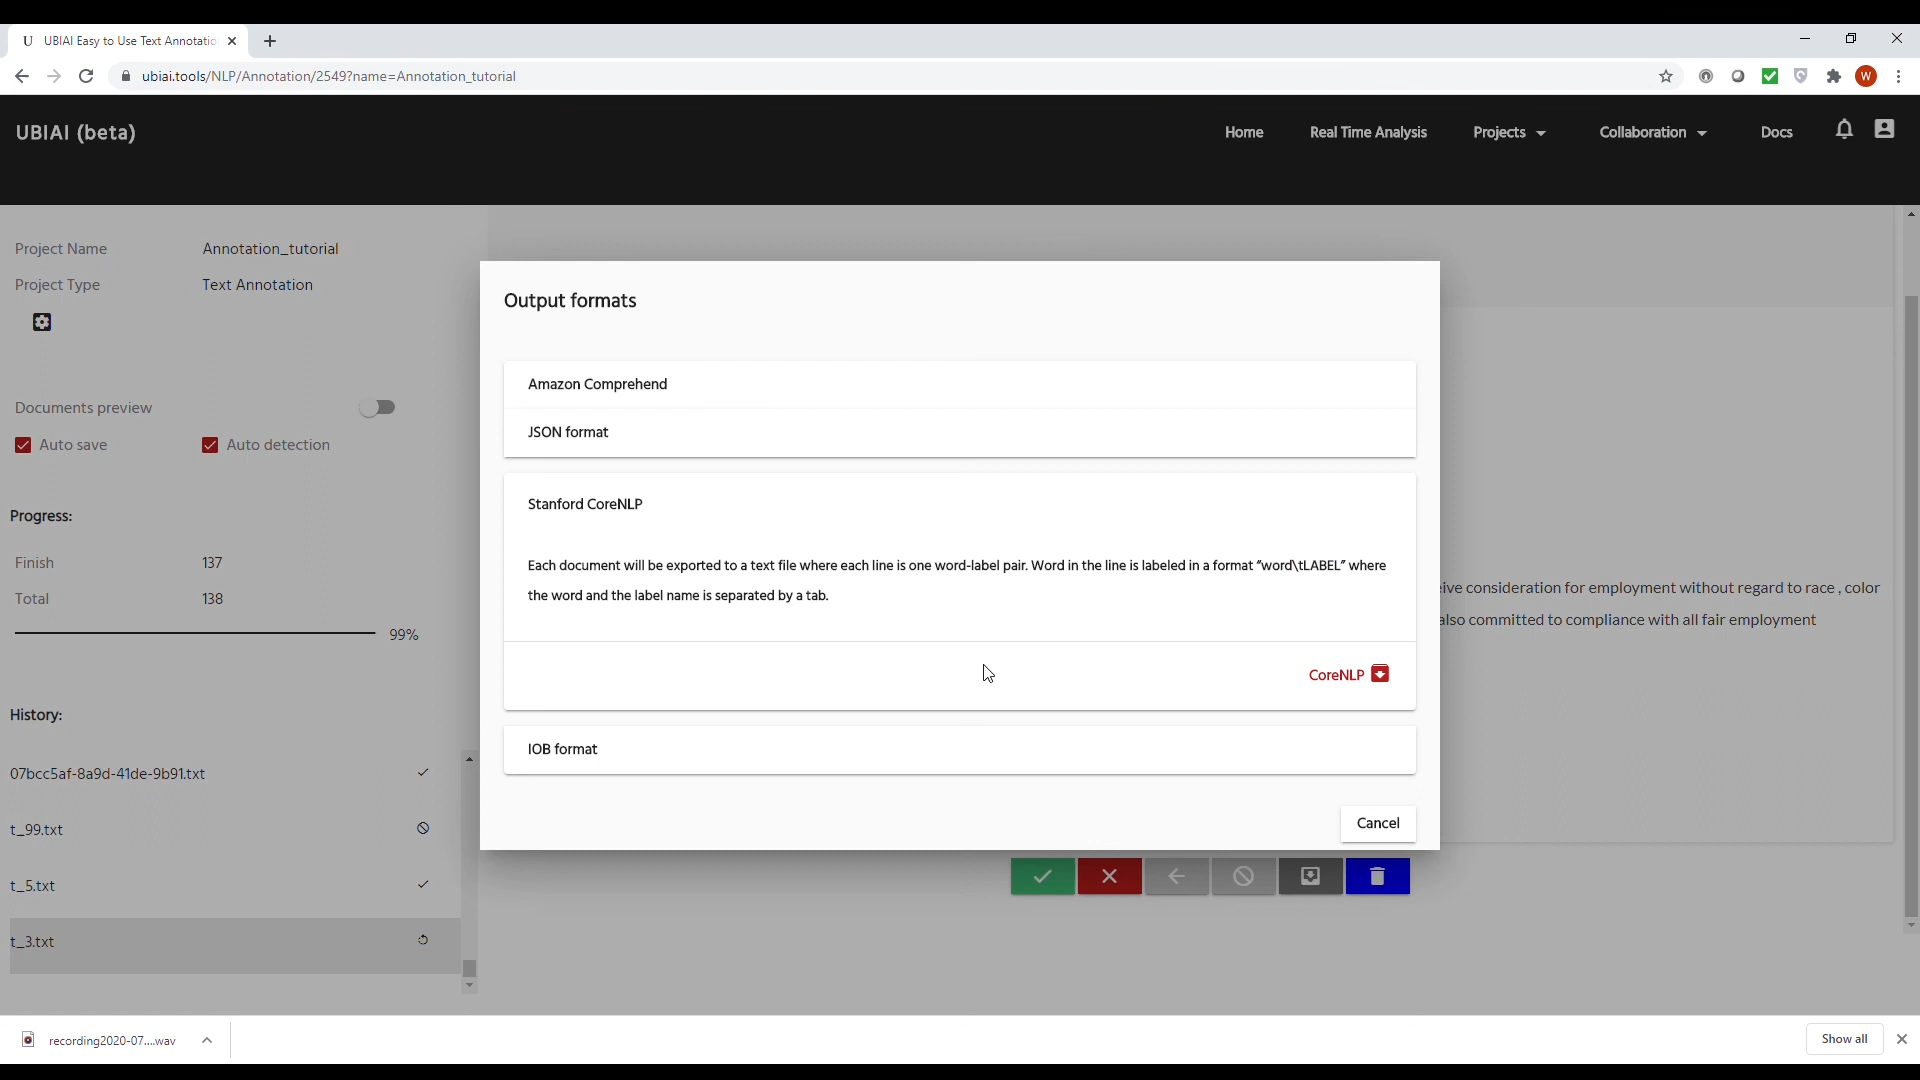 U UBIAI Easy to Use Text Annotatio
ubiai.tools/NLP/Annotation/2549?name=Annotation_tutorial
W
UBIAI (beta)
Home Real Time Analysis Projects Collaboration Docs
Project Name Annotation_tutorial
Project Type Text Annotation
Documents preview
Auto save Auto detection
Progress:
Finish 137
Total 138
99%
History:
07bcc5af-8a9d-41de-9b91.txt
t_99.txt
t_5.txt
t_3.txt
Output formats
Amazon Comprehend
JSON format
Stanford CoreNLP
Each document will be exported to a text file where each line is one word-label pair. Word in the line is labeled in a format “word\tLABEL” where
the word and the label name is separated by a tab.
CoreNLP
IOB format
Cancel
ive consideration for employment without regard to race , color
also committed to compliance with all fair employment
recording2020-07....wav
Show all